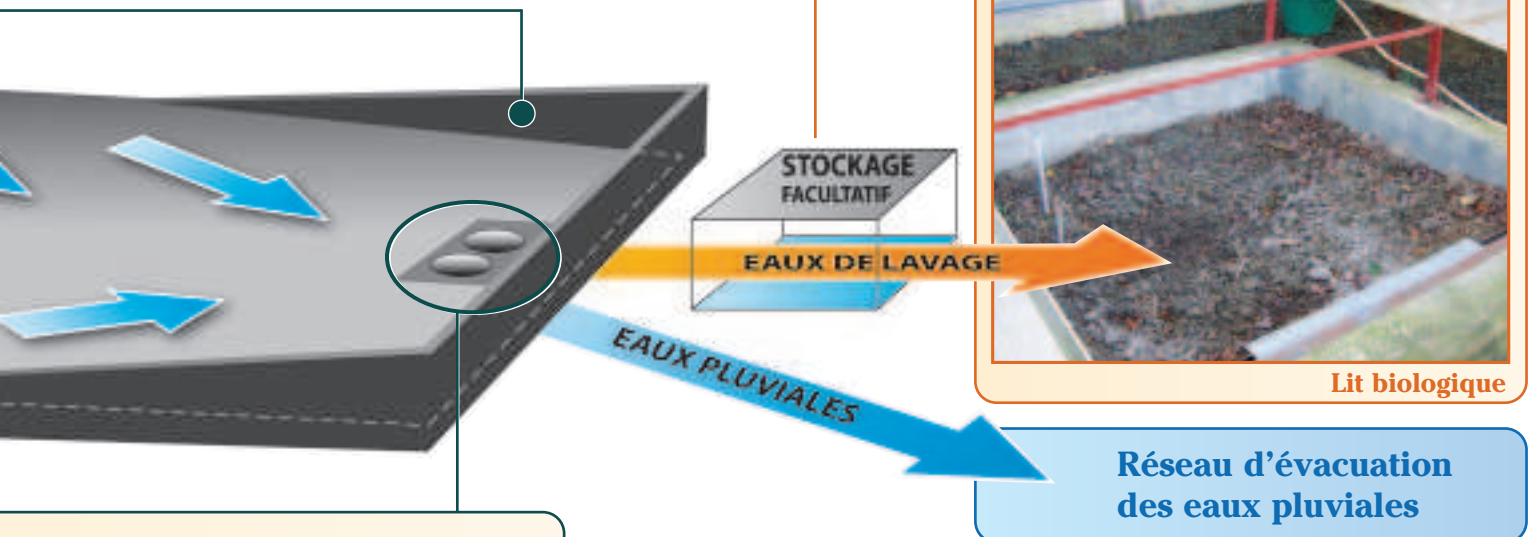 STOCKAGE
FACULTATIF
EAUX DE LAVAGE
EAUX PLUVIALES
Lit biologique
Réseau d’évacuation
des eaux pluviales